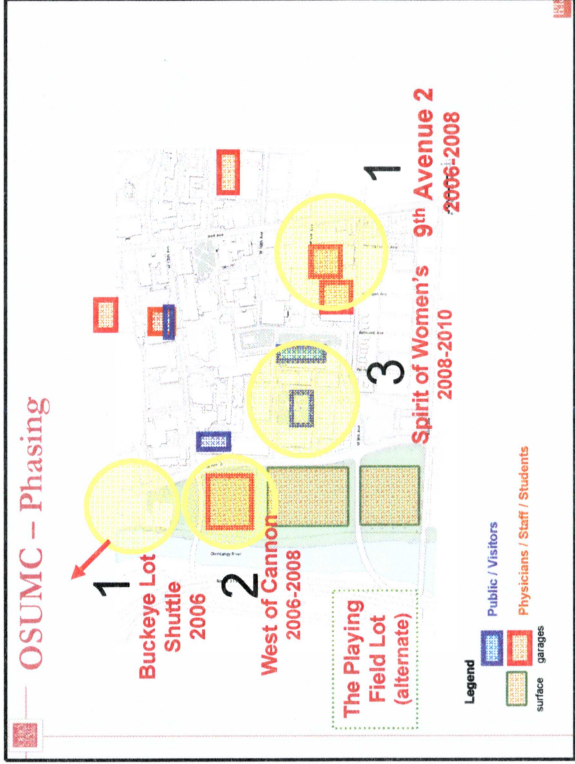 OSUMC – Phasing
1
Buckeye Lot
Shuttle
2006
2
West of Cannon
2006-2008
The Playing
Field Lot
(alternate)
3
Spirit of Women's
2008-2010
1
9th Avenue 2
2006-2008
Legend
Public / Visitors
Physicians / Staff / Students
surface
garages